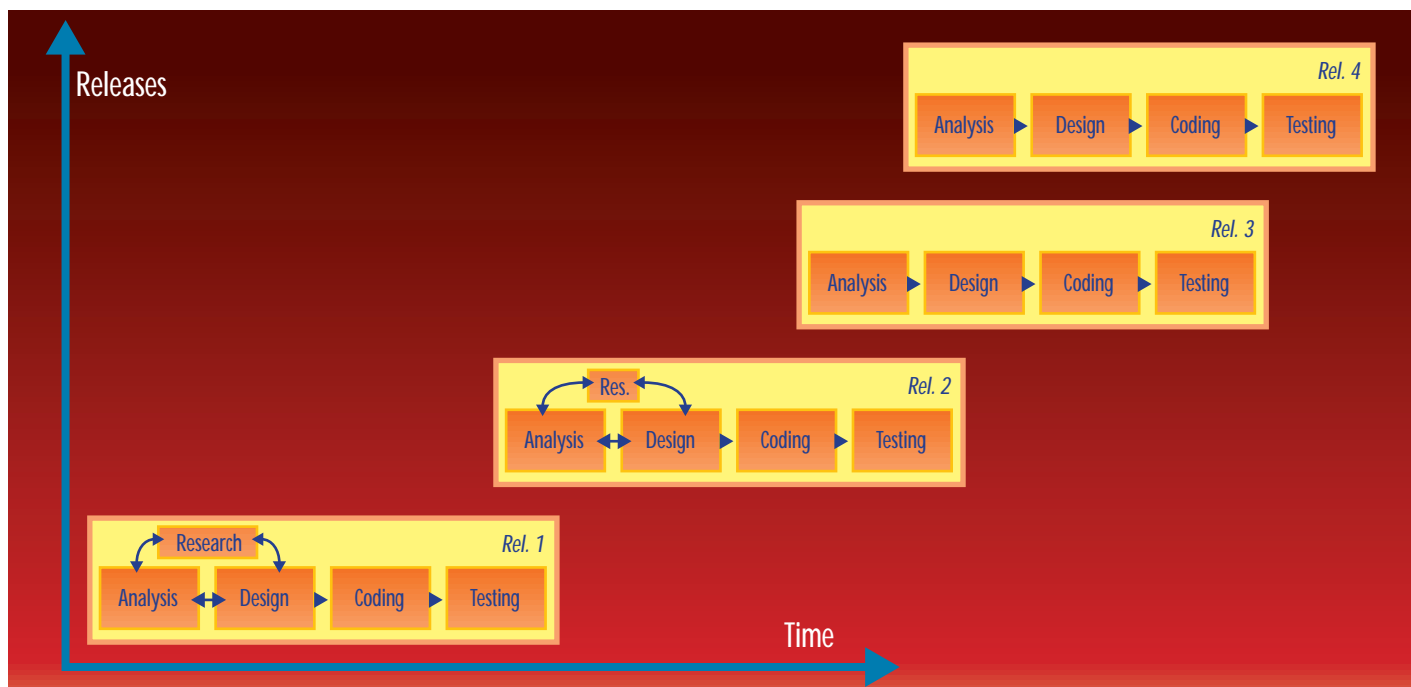 Releases
Rel. 4
Analysis Design Coding Testing
Rel. 3
Analysis Design Coding Testing
Res. Rel. 2
Analysis Design Coding Testing
Research Rel. 1
Analysis Design Coding Testing
Time